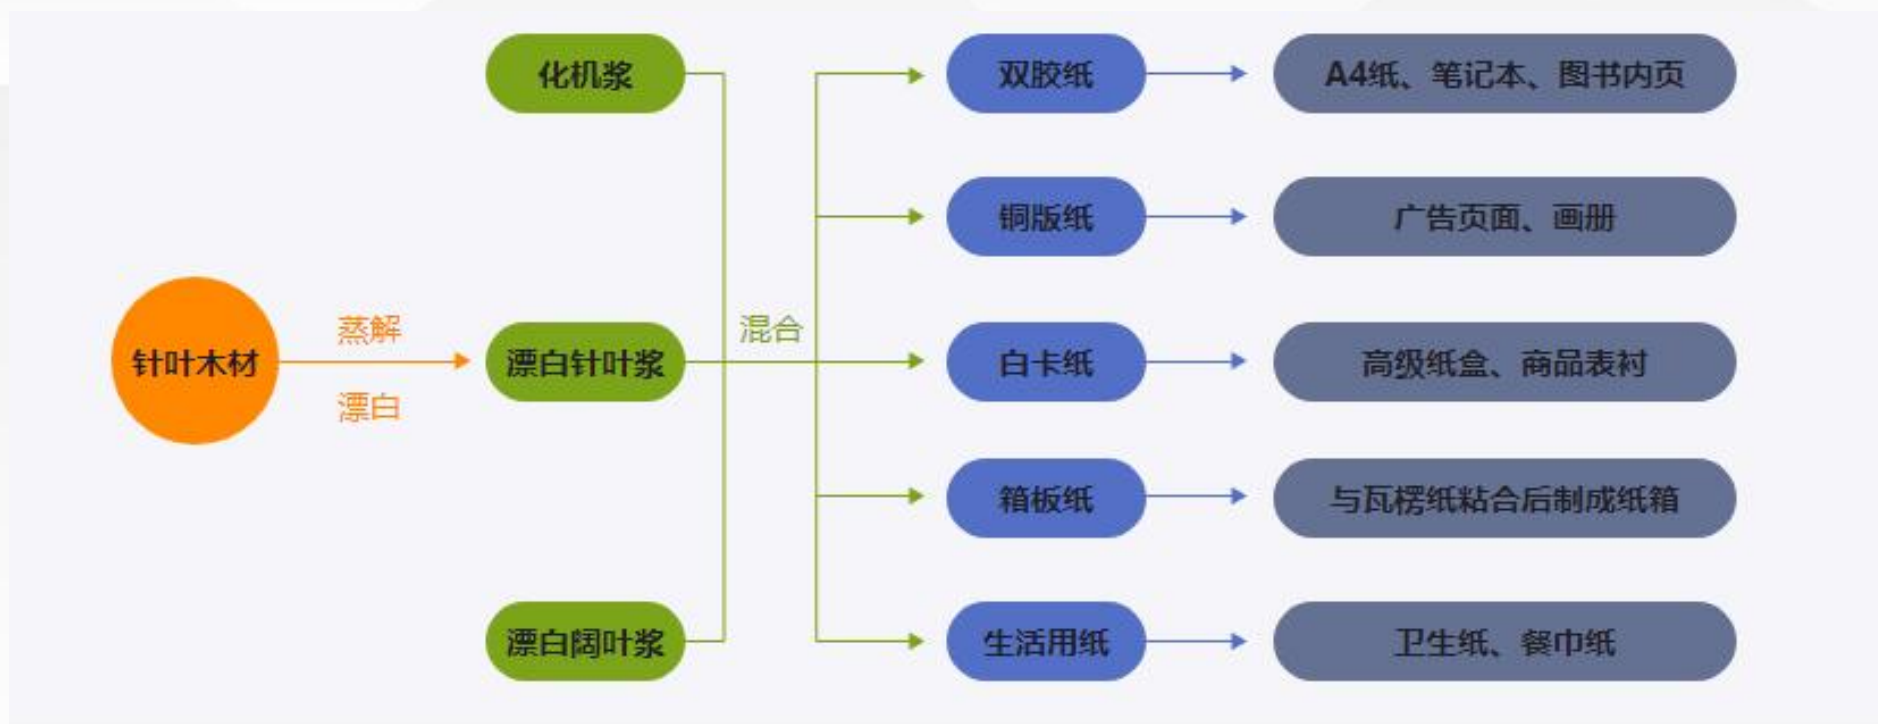 化机浆
双胶纸
A4纸、笔记本、图书内页
铜版纸
广告页面、画册
针叶木材
蒸解
漂白
漂白针叶浆
混合
白卡纸
高级纸盒、商品表衬
箱板纸
与瓦楞纸粘合后制成纸箱
漂白阔叶浆
生活用纸
卫生纸、餐巾纸